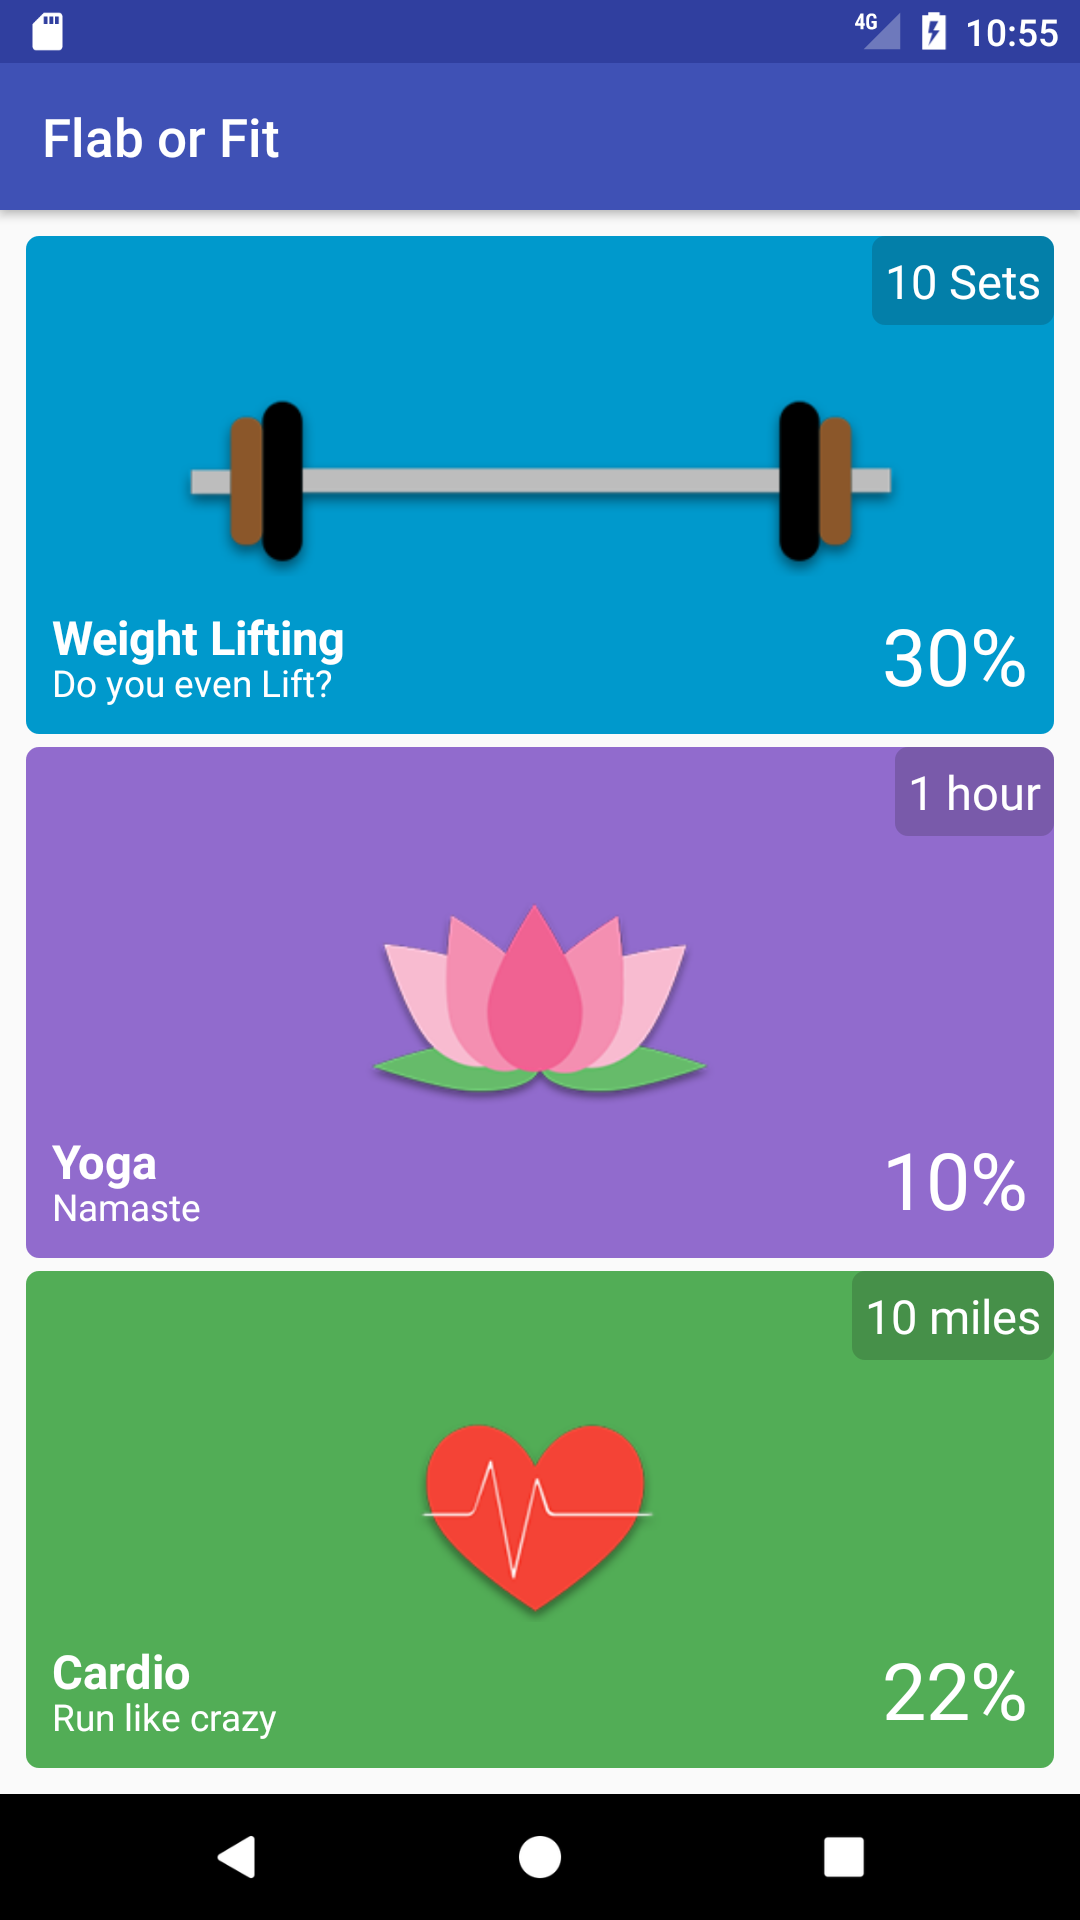 4G 10:55
Flab or Fit
10 Sets
Weight Lifting
Do you even Lift?
30%
1 hour
Yoga
Namaste
10%
10 miles
Cardio
Run like crazy
22%